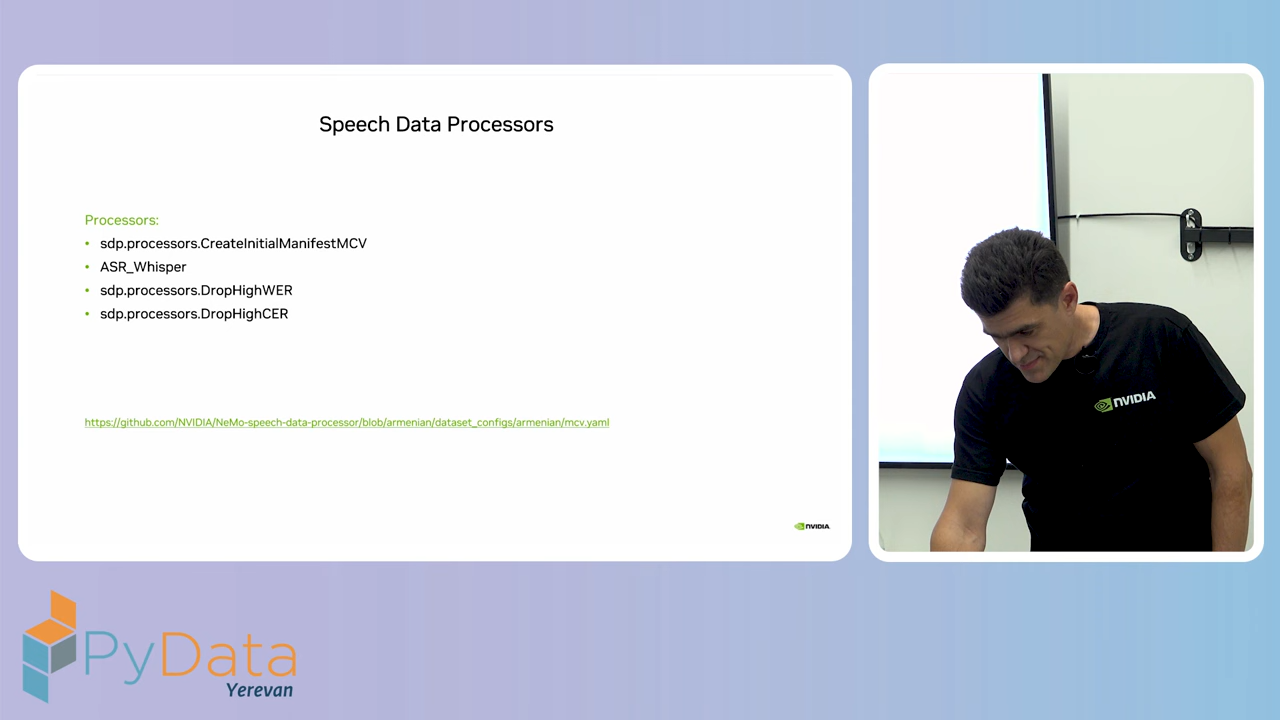 Speech Data Processors
Processors:
• sdp.processors.CreateInitialManifestMCV
• ASR_Whisper
• sdp.processors.DropHighWER
• sdp.processors.DropHighCER
https://github.com/NVIDIA/NeMo-speech-data-processor/blob/armenian/dataset_configs/armenian/mcv.yaml
NVIDIA
NVIDIA
PyData
Yerevan